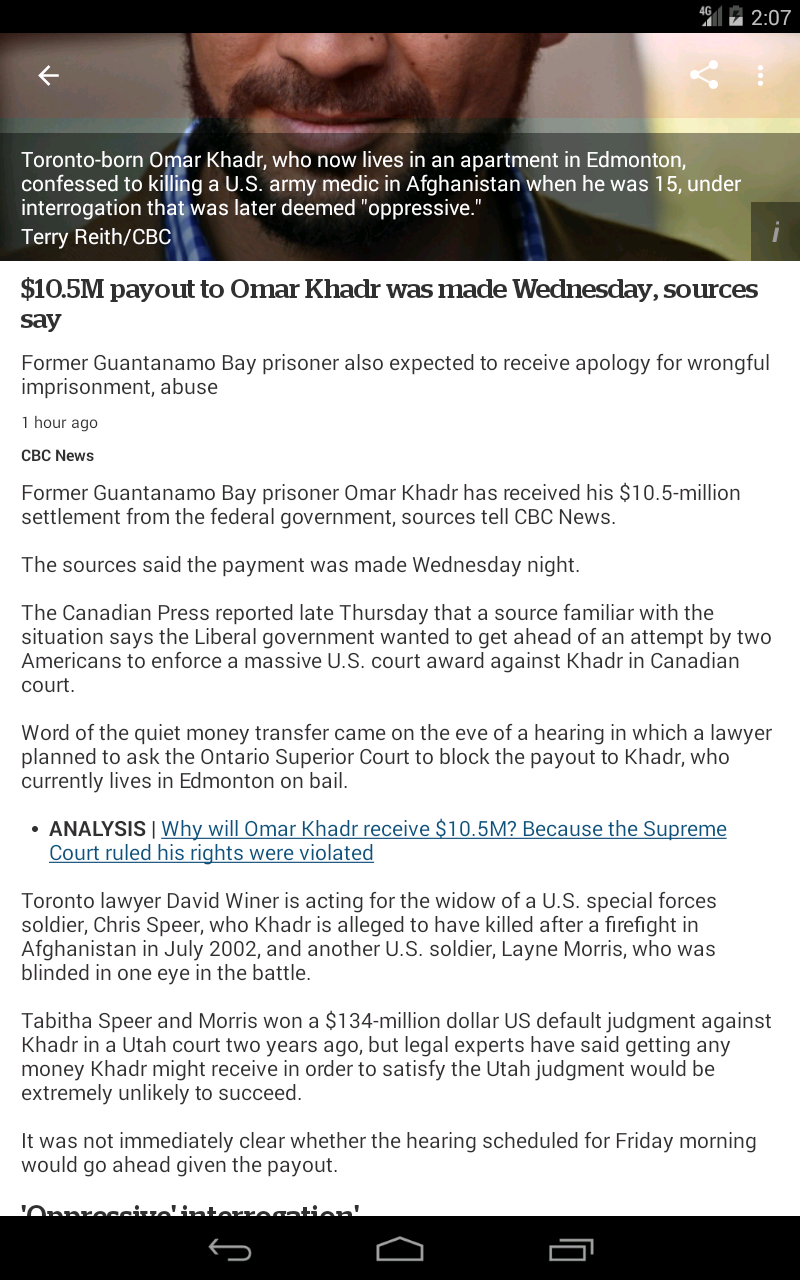 4G 2:07
Toronto-born Omar Khadr, who now lives in an apartment in Edmonton,
confessed to killing a U.S. army medic in Afghanistan when he was 15, under
interrogation that was later deemed "oppressive."
Terry Reith/CBC
i
$10.5M payout to Omar Khadr was made Wednesday, sources
say
Former Guantanamo Bay prisoner also expected to receive apology for wrongful
imprisonment, abuse
1 hour ago
CBC News
Former Guantanamo Bay prisoner Omar Khadr has received his $10.5-million
settlement from the federal government, sources tell CBC News.
The sources said the payment was made Wednesday night.
The Canadian Press reported late Thursday that a source familiar with the
situation says the Liberal government wanted to get ahead of an attempt by two
Americans to enforce a massive U.S. court award against Khadr in Canadian
court.
Word of the quiet money transfer came on the eve of a hearing in which a lawyer
planned to ask the Ontario Superior Court to block the payout to Khadr, who
currently lives in Edmonton on bail.
• ANALYSIS | Why will Omar Khadr receive $10.5M? Because the Supreme
Court ruled his rights were violated
Toronto lawyer David Winer is acting for the widow of a U.S. special forces
soldier, Chris Speer, who Khadr is alleged to have killed after a firefight in
Afghanistan in July 2002, and another U.S. soldier, Layne Morris, who was
blinded in one eye in the battle.
Tabitha Speer and Morris won a $134-million dollar US default judgment against
Khadr in a Utah court two years ago, but legal experts have said getting any
money Khadr might receive in order to satisfy the Utah judgment would be
extremely unlikely to succeed.
It was not immediately clear whether the hearing scheduled for Friday morning
would go ahead given the payout.
'Oppressive' interrogation'